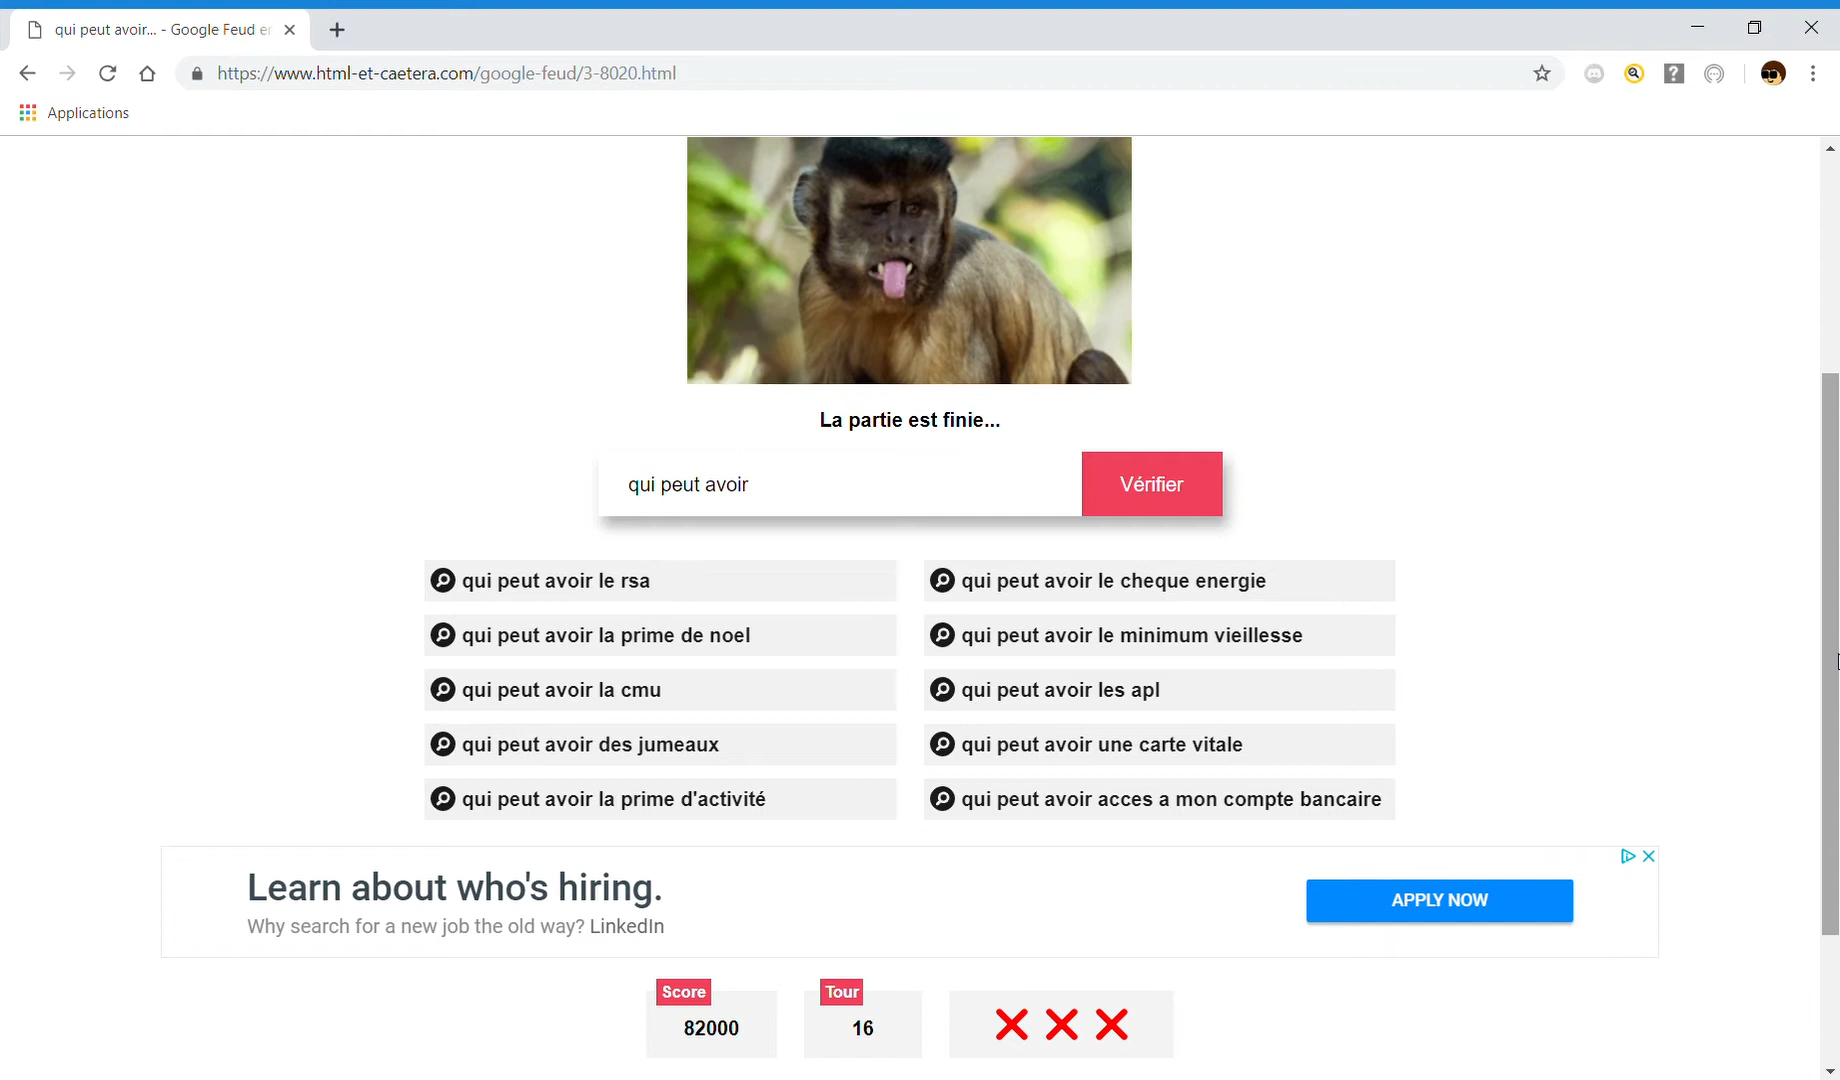 qui peut avoir... - Google Feud en
https://www.html-et-caetera.com/google-feud/3-8020.html
Applications
La partie est finie...
qui peut avoir
Vérifier
qui peut avoir le rsa
qui peut avoir le cheque energie
qui peut avoir la prime de noel
qui peut avoir le minimum vieillesse
qui peut avoir la cmu
qui peut avoir les apl
qui peut avoir des jumeaux
qui peut avoir une carte vitale
qui peut avoir la prime d'activité
qui peut avoir acces a mon compte bancaire
Learn about who's hiring.
Why search for a new job the old way? LinkedIn
APPLY NOW
Score
82000
Tour
16